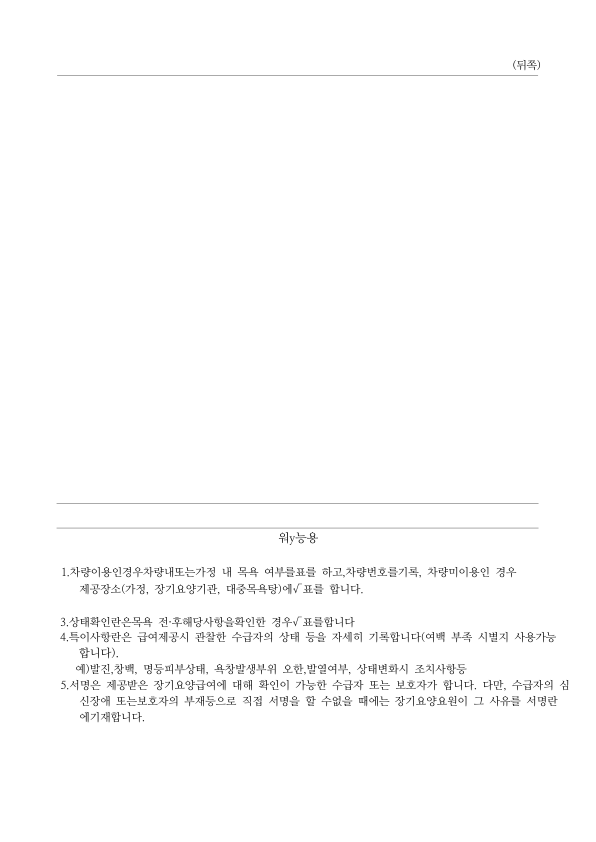 (뒤쪽)
워y능용
1.차량이용인경우차량내또는가정 내 목욕 여부를표를 하고,차량번호를기록, 차량미이용인 경우
제공장소(가정, 장기요양기관, 대중목욕탕)에√표를 합니다.
3.상태확인란은목욕 전·후해당사항을확인한 경우√표를합니다
4.특이사항란은 급여제공시 관찰한 수급자의 상태 등을 자세히 기록합니다(여백 부족 시별지 사용가능
합니다).
예)발진,창백, 멍등피부상태, 욕창발생부위 오한,발열여부, 상태변화시 조치사항등
5.서명은 제공받은 장기요양급여에 대해 확인이 가능한 수급자 또는 보호자가 합니다. 다만, 수급자의 심
신장애 또는보호자의 부재등으로 직접 서명을 할 수없을 때에는 장기요양요원이 그 사유를 서명란
에기재합니다.